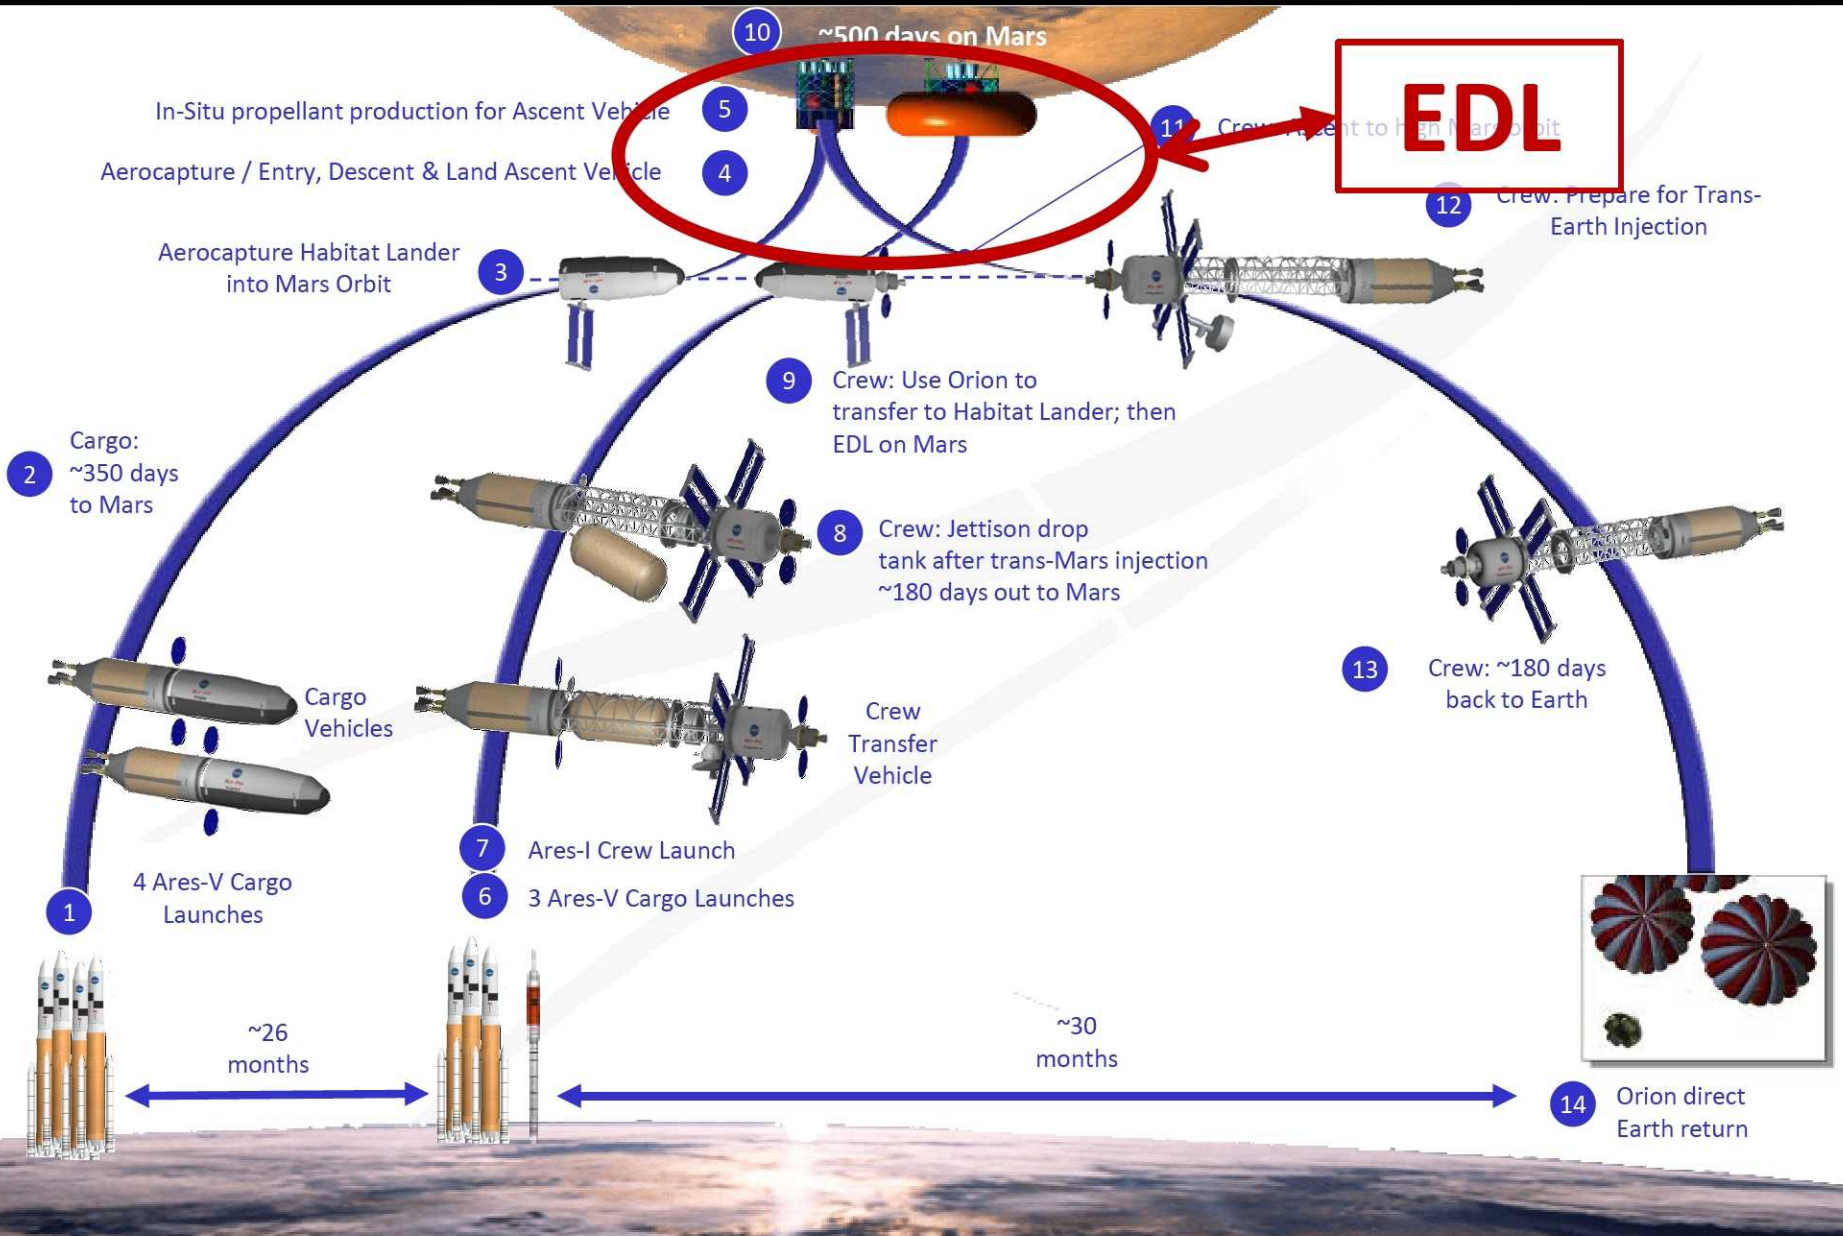 10
~500 days on Mars
EDL
In-Situ propellant production for Ascent Vehicle
5
11
Crew: Ascent to high Mars orbit
Aerocapture / Entry, Descent & Land Ascent Vehicle
4
12
Crew: Prepare for Trans-
Earth Injection
Aerocapture Habitat Lander
into Mars Orbit
3
9
Crew: Use Orion to
transfer to Habitat Lander; then
EDL on Mars
2
Cargo:
~350 days
to Mars
8
Crew: Jettison drop
tank after trans-Mars injection
~180 days out to Mars
13
Crew: ~180 days
back to Earth
Cargo
Vehicles
Crew
Transfer
Vehicle
7
Ares-I Crew Launch
6
3 Ares-V Cargo Launches
1
4 Ares-V Cargo
Launches
~26
months
~30
months
14
Orion direct
Earth return